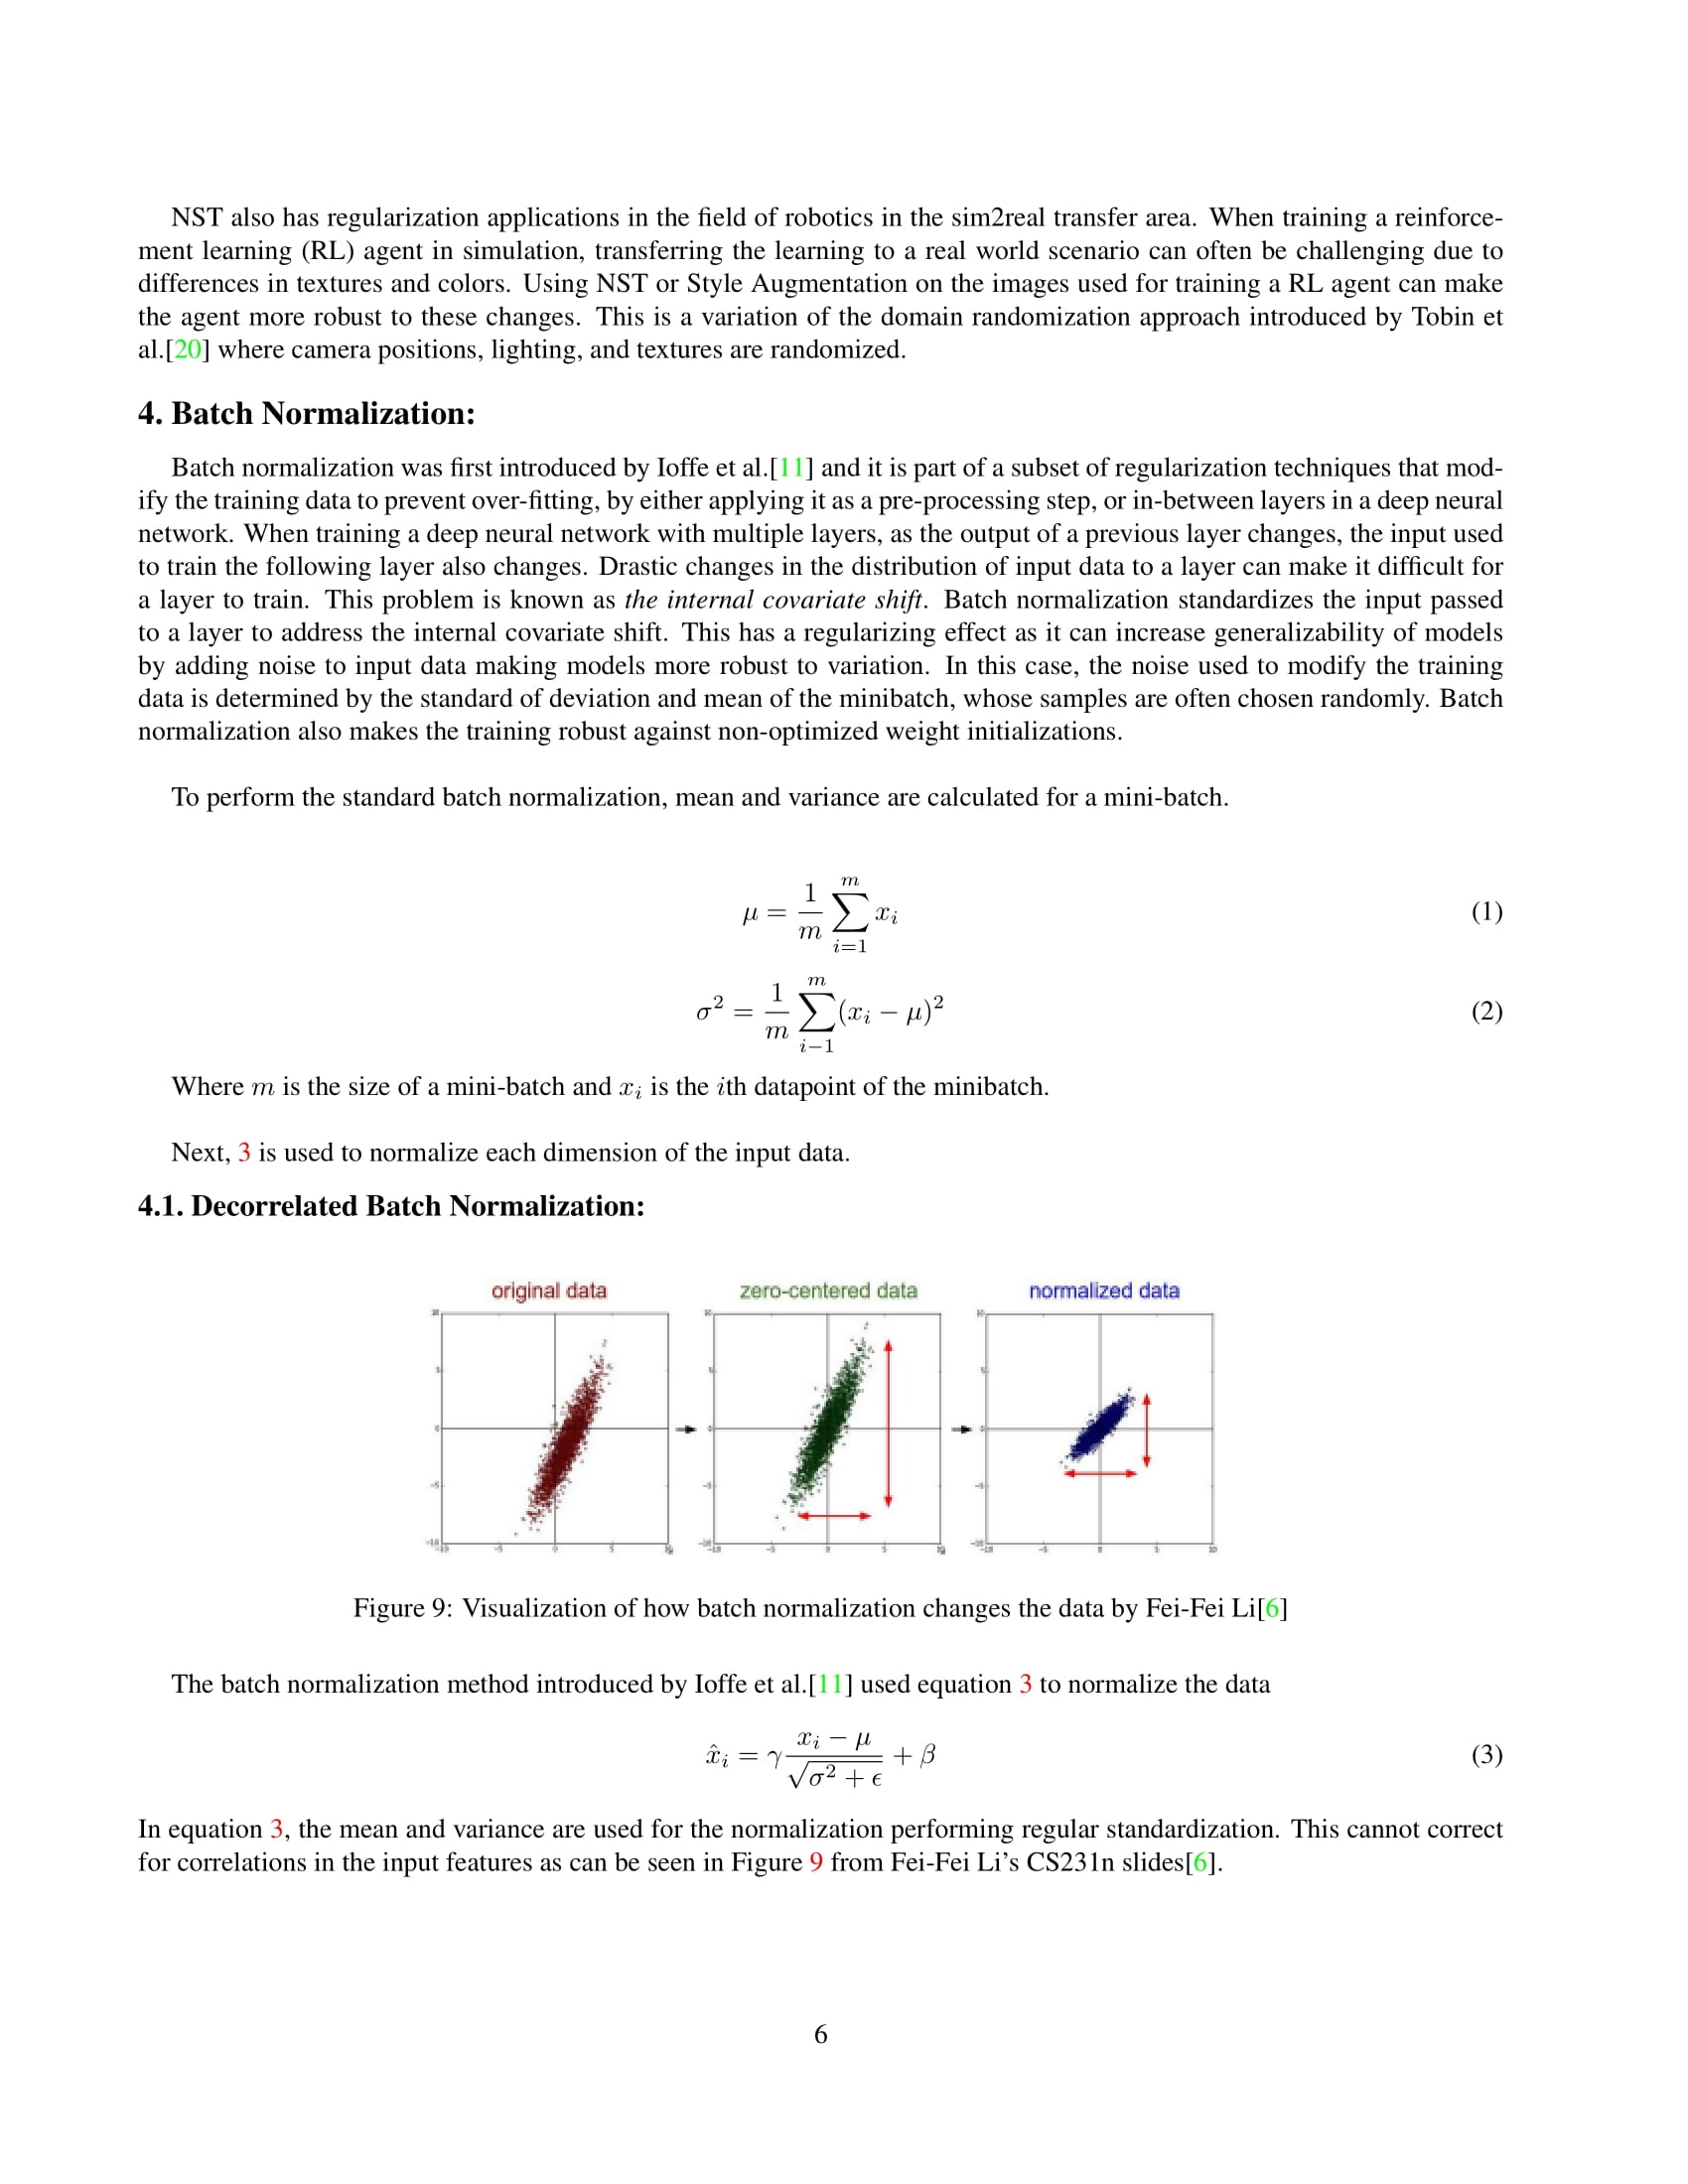 NST also has regularization applications in the field of robotics in the sim2real transfer area. When training a reinforce-
ment learning (RL) agent in simulation, transferring the learning to a real world scenario can often be challenging due to
differences in textures and colors. Using NST or Style Augmentation on the images used for training a RL agent can make
the agent more robust to these changes. This is a variation of the domain randomization approach introduced by Tobin et
al.[20] where camera positions, lighting, and textures are randomized.
4. Batch Normalization:
Batch normalization was first introduced by Ioffe et al.[11] and it is part of a subset of regularization techniques that mod-
ify the training data to prevent over-fitting, by either applying it as a pre-processing step, or in-between layers in a deep neural
network. When training a deep neural network with multiple layers, as the output of a previous layer changes, the input used
to train the following layer also changes. Drastic changes in the distribution of input data to a layer can make it difficult for
a layer to train. This problem is known as the internal covariate shift. Batch normalization standardizes the input passed
to a layer to address the internal covariate shift. This has a regularizing effect as it can increase generalizability of models
by adding noise to input data making models more robust to variation. In this case, the noise used to modify the training
data is determined by the standard of deviation and mean of the minibatch, whose samples are often chosen randomly. Batch
normalization also makes the training robust against non-optimized weight initializations.
To perform the standard batch normalization, mean and variance are calculated for a mini-batch.
μ = 1/m ∑_{i=1}^{m} x_i (1)
σ² = 1/m ∑_{i−1}^{m} (x_i − μ)² (2)
Where m is the size of a mini-batch and x_i is the ith datapoint of the minibatch.
Next, 3 is used to normalize each dimension of the input data.
4.1. Decorrelated Batch Normalization:
original data zero-centered data normalized data
Figure 9: Visualization of how batch normalization changes the data by Fei-Fei Li[6]
The batch normalization method introduced by Ioffe et al.[11] used equation 3 to normalize the data
x̂_i = γ (x_i − μ)/√(σ² + ϵ) + β (3)
In equation 3, the mean and variance are used for the normalization performing regular standardization. This cannot correct
for correlations in the input features as can be seen in Figure 9 from Fei-Fei Li's CS231n slides[6].
6